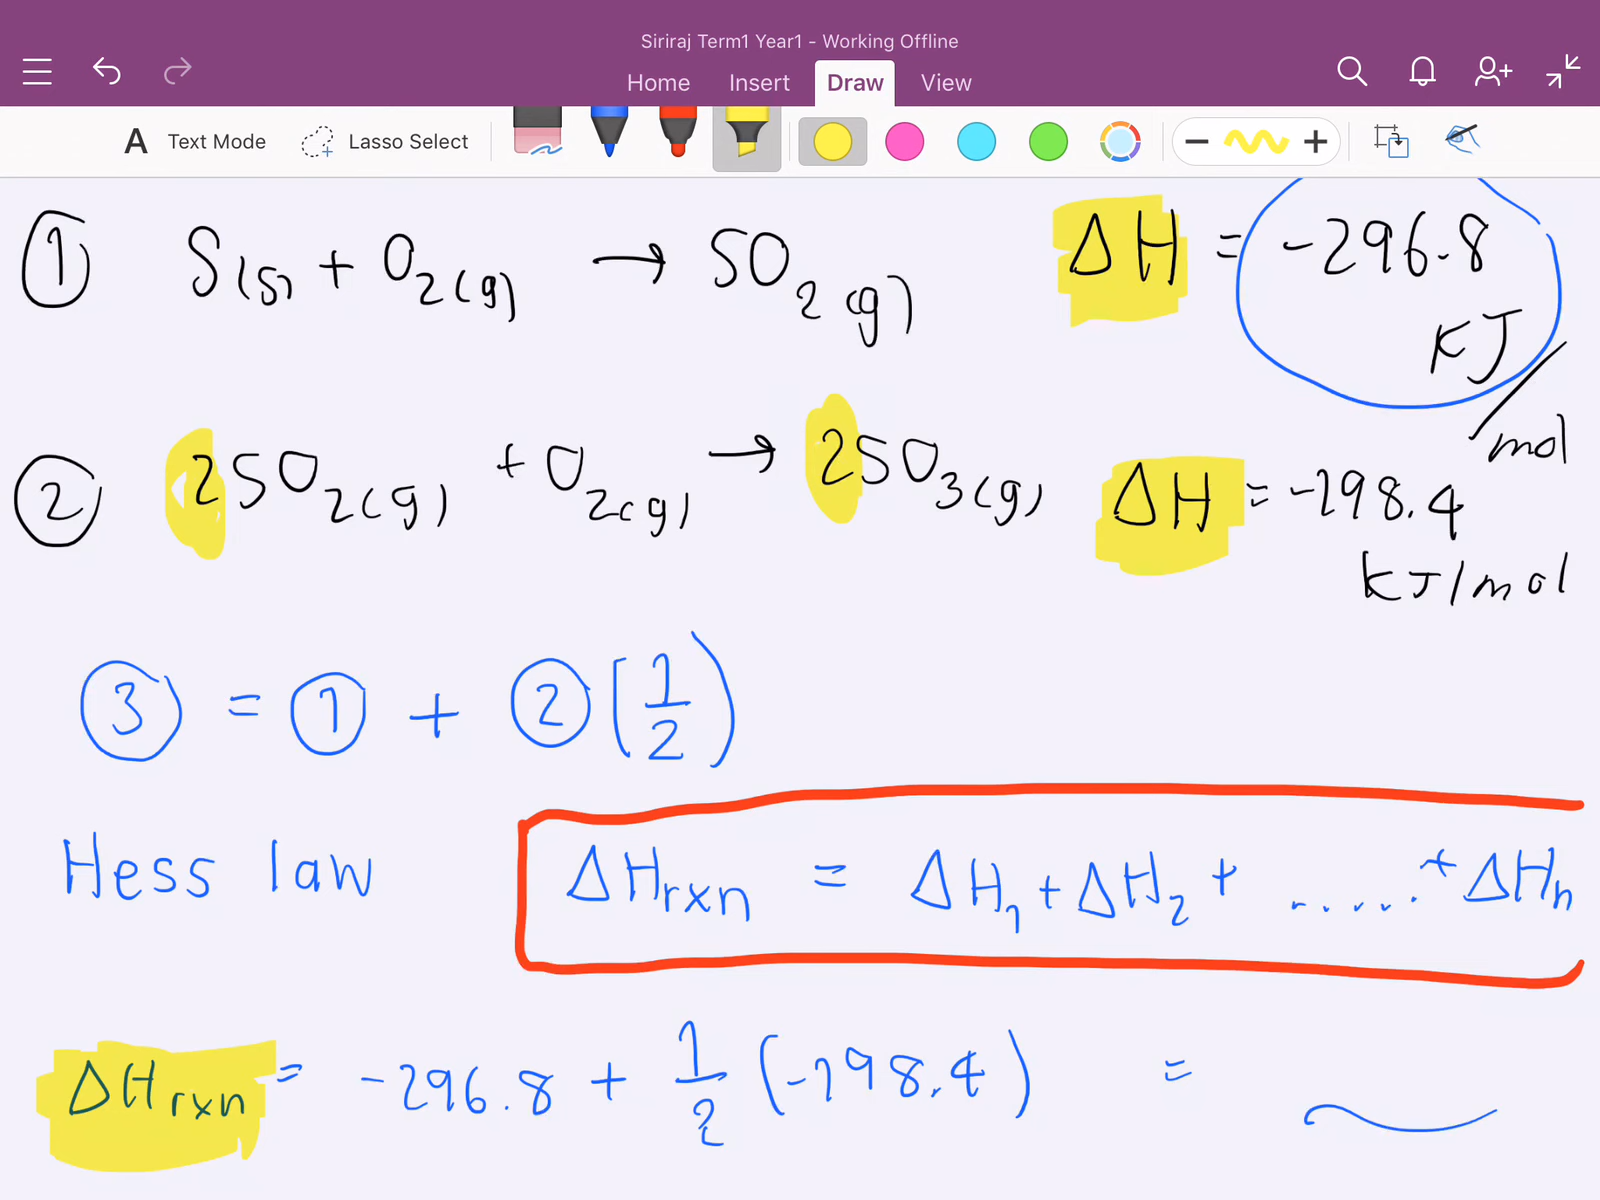 Siriraj Term1 Year1 - Working Offline
Home Insert Draw View
A Text Mode Lasso Select
① S(s) + O₂(g) → SO₂(g) ΔH = -296.8 kJ/mol
② 2SO₂(g) + O₂(g) → 2SO₃(g) ΔH = -198.4 kJ/mol
③ = ① + ② (1/2)
Hess law ΔHrxn = ΔH₁ + ΔH₂ + ...... + ΔHn
ΔHrxn = -296.8 + 1/2 (-198.4) =